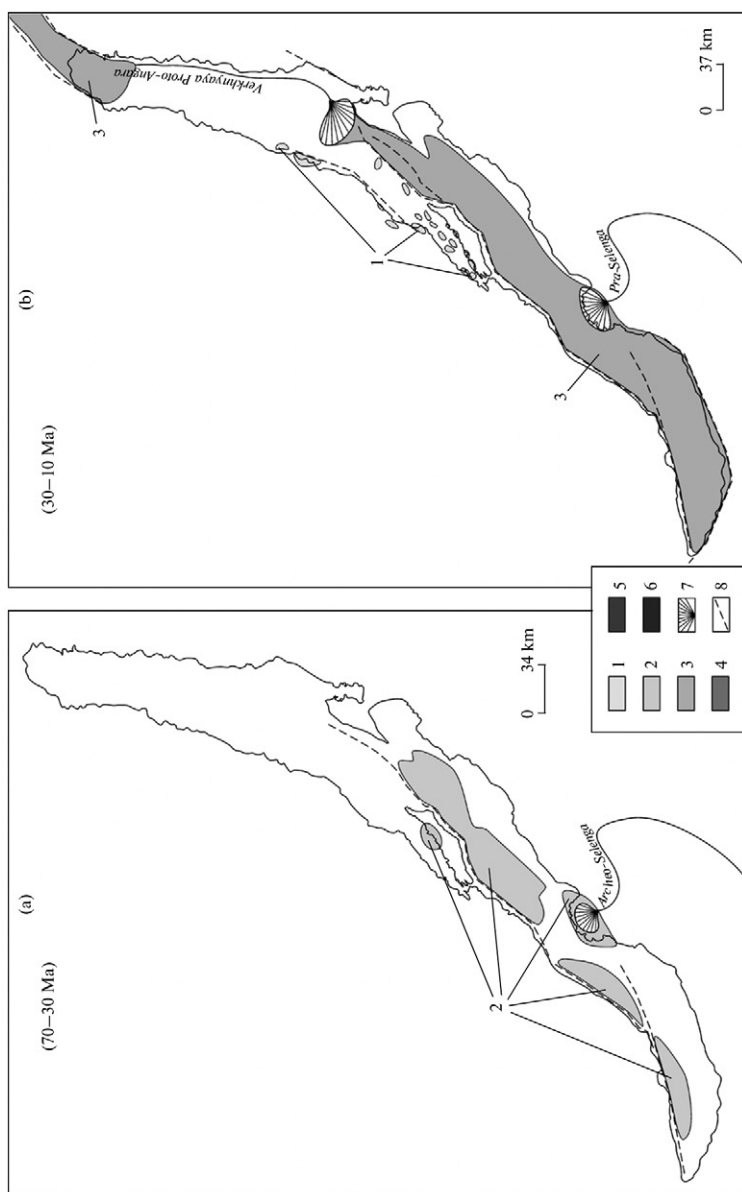 (a)
(70–30 Ma)
2
Archeo-Selenga
0 34 km
(b)
(30–10 Ma)
3
Verkhnyaya Proto-Angara
1
3
Pra-Selenga
0 37 km
1 5
2 6
3 7
4 8